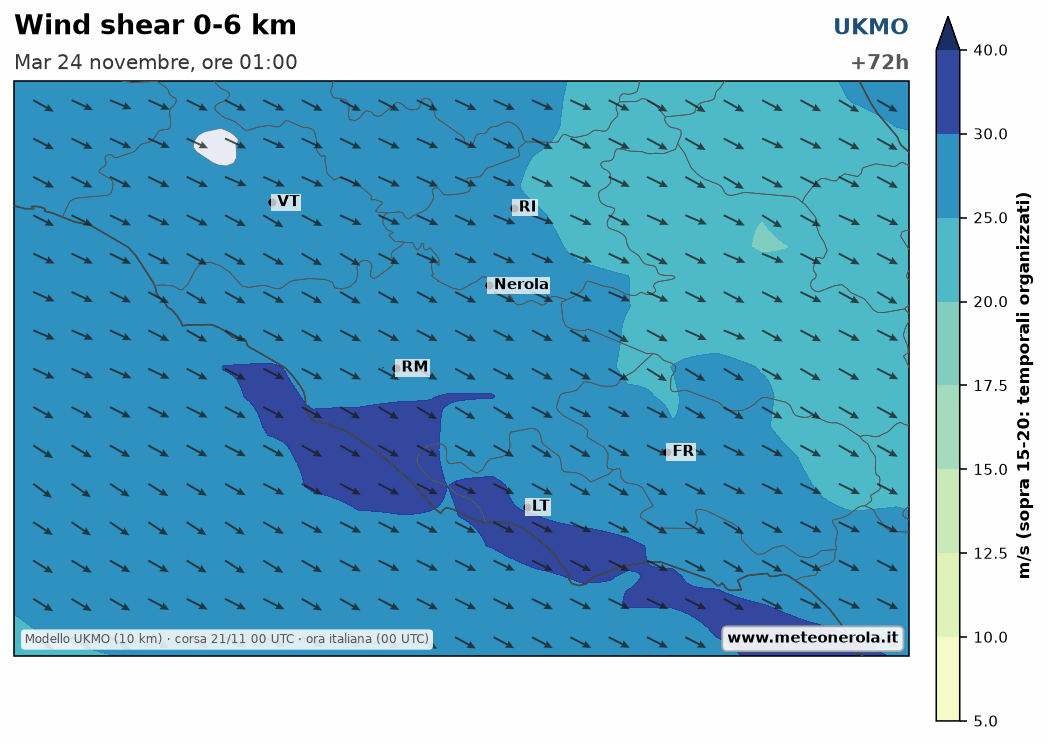 Wind shear 0-6 km
UKMO
Mar 24 novembre, ore 01:00
+72h
40.0
30.0
25.0
20.0
17.5
15.0
12.5
10.0
5.0
m/s (sopra 15-20: temporali organizzati)
VT
RI
Nerola
RM
FR
LT
Modello UKMO (10 km) · corsa 21/11 00 UTC · ora italiana (00 UTC)
www.meteonerola.it